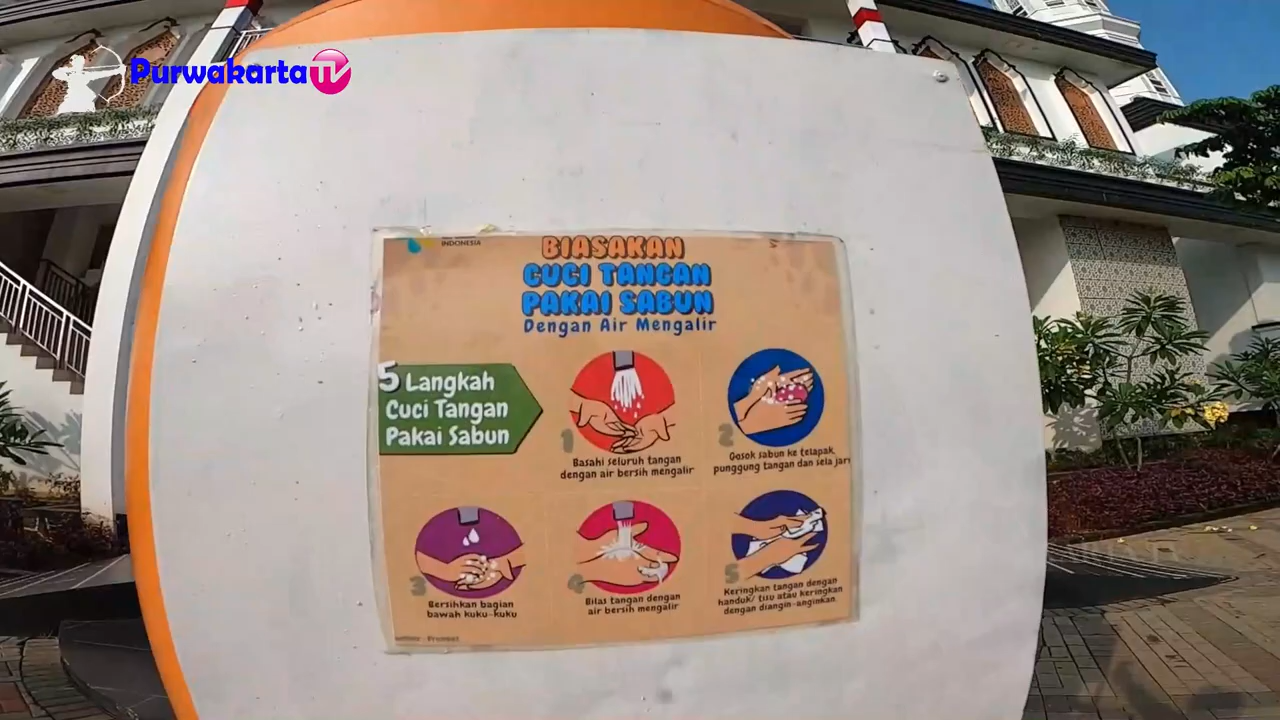 PurwakartaTV
INDONESIA
BIASAKAN
CUCI TANGAN
PAKAI SABUN
Dengan Air Mengalir
5 Langkah
Cuci Tangan
Pakai Sabun
1
Basahi seluruh tangan
dengan air bersih mengalir
2
Gosok sabun ke telapak,
punggung tangan dan sela jari
3
Bersihkan bagian
bawah kuku-kuku
4
Bilas tangan dengan
air bersih mengalir
5
Keringkan tangan dengan
handuk/ tisu atau keringkan
dengan diangin-anginkan.